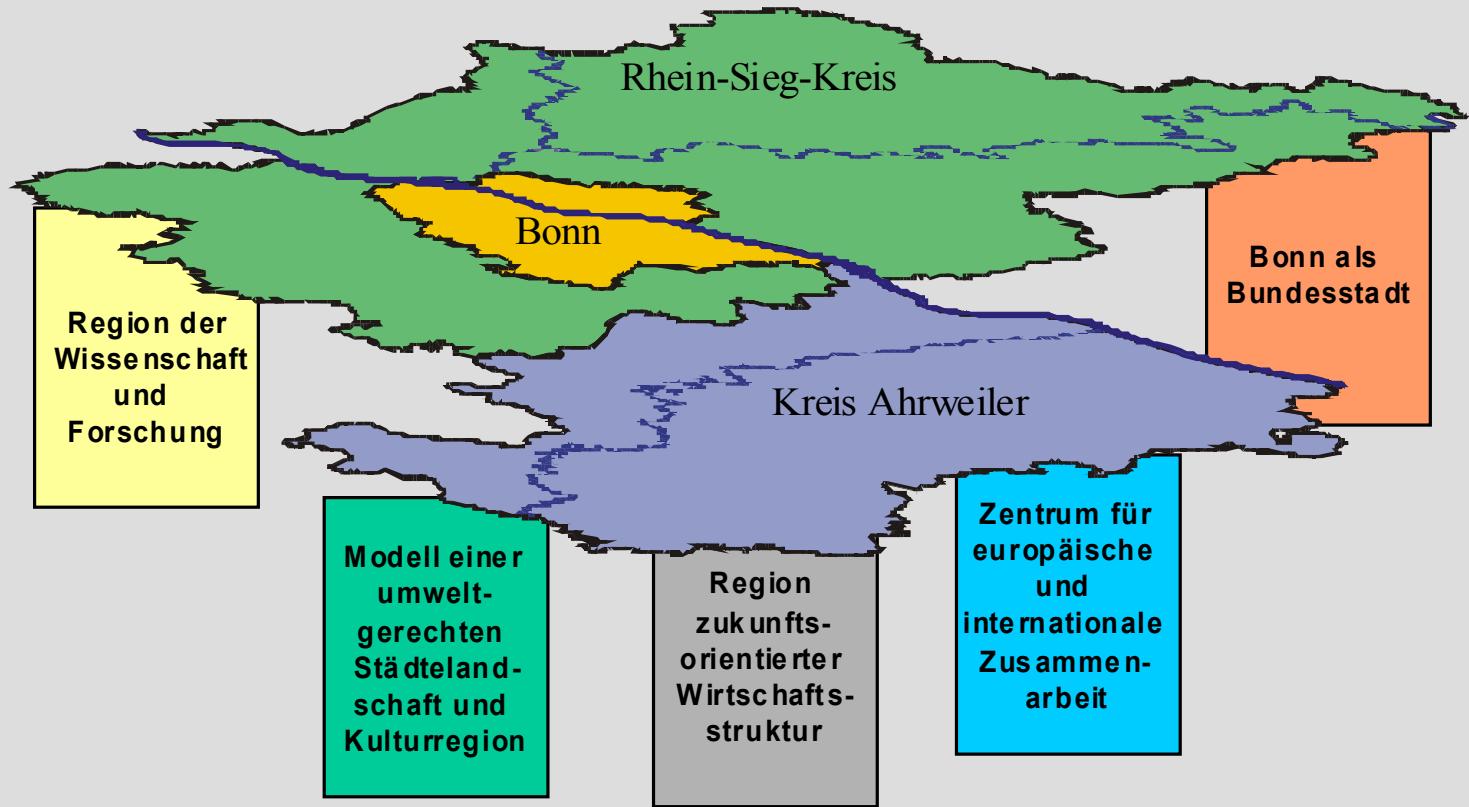 Rhein-Sieg-Kreis
Bonn
Kreis Ahrweiler
Region der
Wissenschaft
und
Forschung
Modell einer
umwelt-
gerechten
Städteland-
schaft und
Kulturregion
Region
zukunfts-
orientierter
Wirtschafts-
struktur
Zentrum für
europäische
und
internationale
Zusammen-
arbeit
Bonn als
Bundesstadt